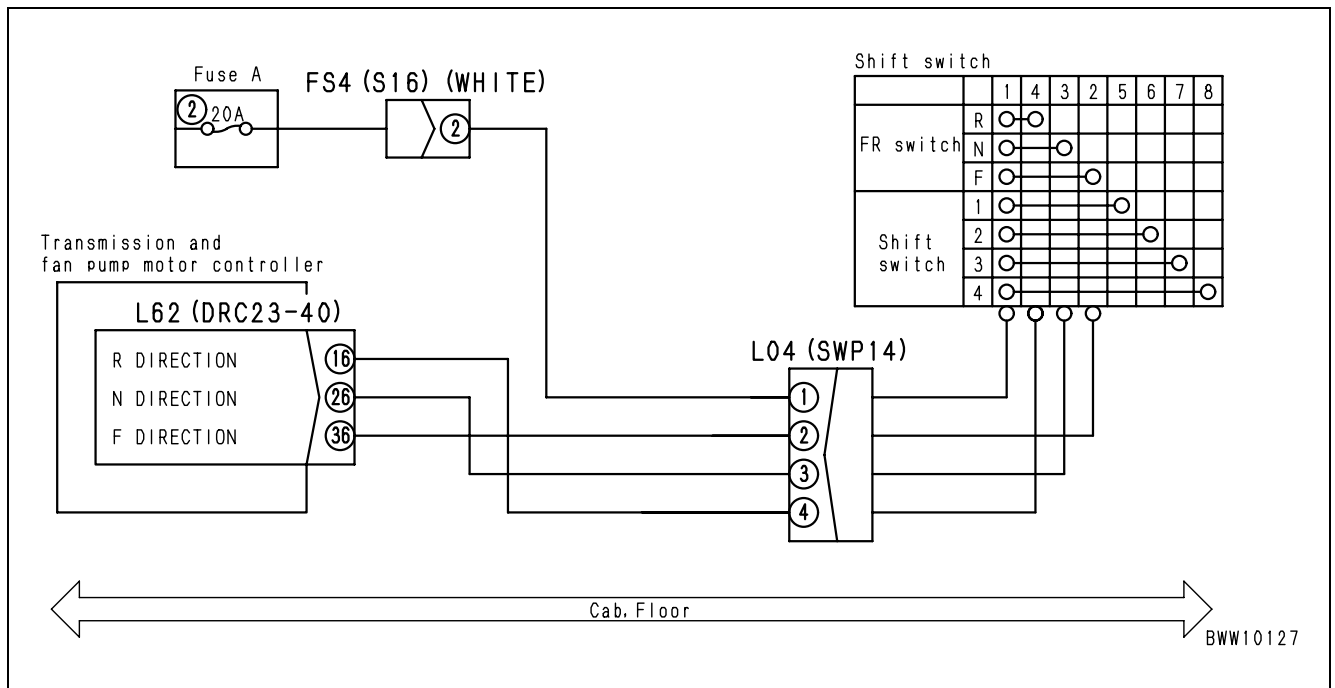 Fuse A
2 20A
FS4 (S16) (WHITE)
2
Shift switch
1 4 3 2 5 6 7 8
FR switch
R
N
F
Shift
switch
1
2
3
4
Transmission and
fan pump motor controller
L62 (DRC23-40)
R DIRECTION 16
N DIRECTION 26
F DIRECTION 36
L04 (SWP14)
1
2
3
4
Cab, Floor
BWW10127